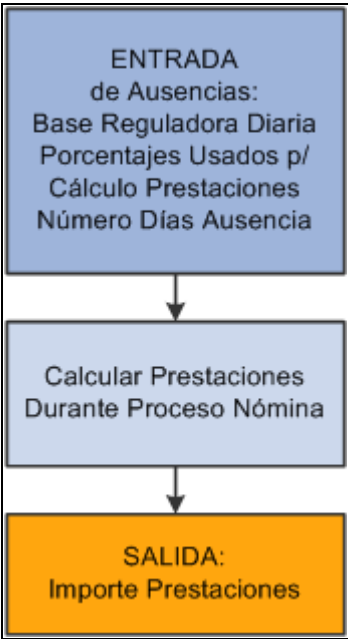 ENTRADA
de Ausencias:
Base Reguladora Diaria
Porcentajes Usados p/
Cálculo Prestaciones
Número Días Ausencia
Calcular Prestaciones
Durante Proceso Nómina
SALIDA:
Importe Prestaciones